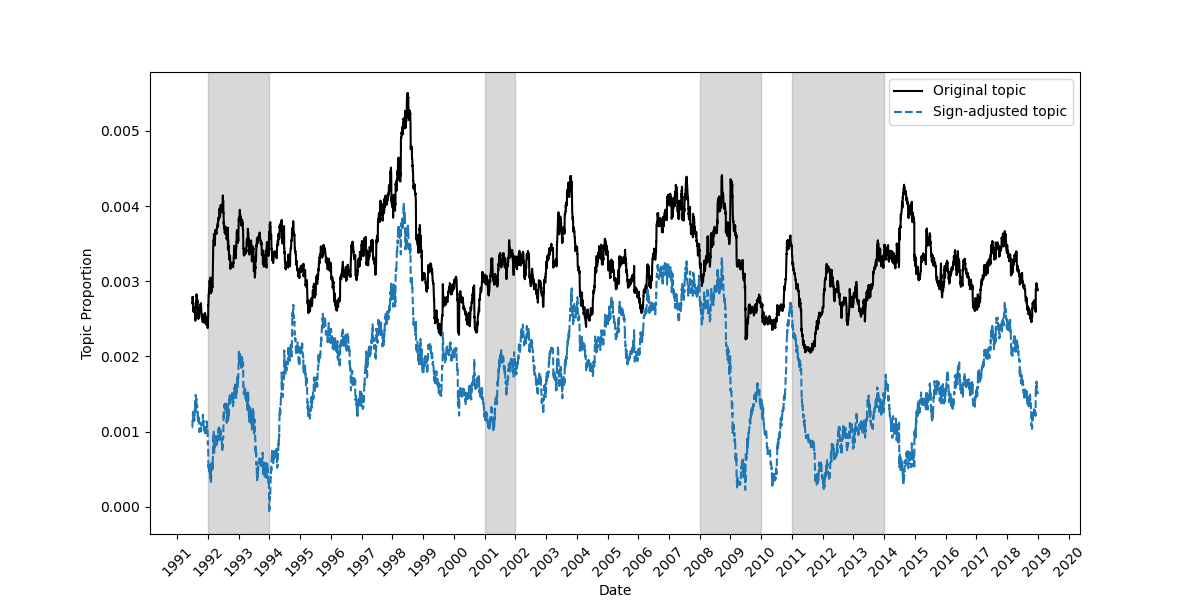 Original topic
Sign-adjusted topic
Topic Proportion
0.005
0.004
0.003
0.002
0.001
0.000
1991 1992 1993 1994 1995 1996 1997 1998 1999 2000 2001 2002 2003 2004 2005 2006 2007 2008 2009 2010 2011 2012 2013 2014 2015 2016 2017 2018 2019 2020
Date